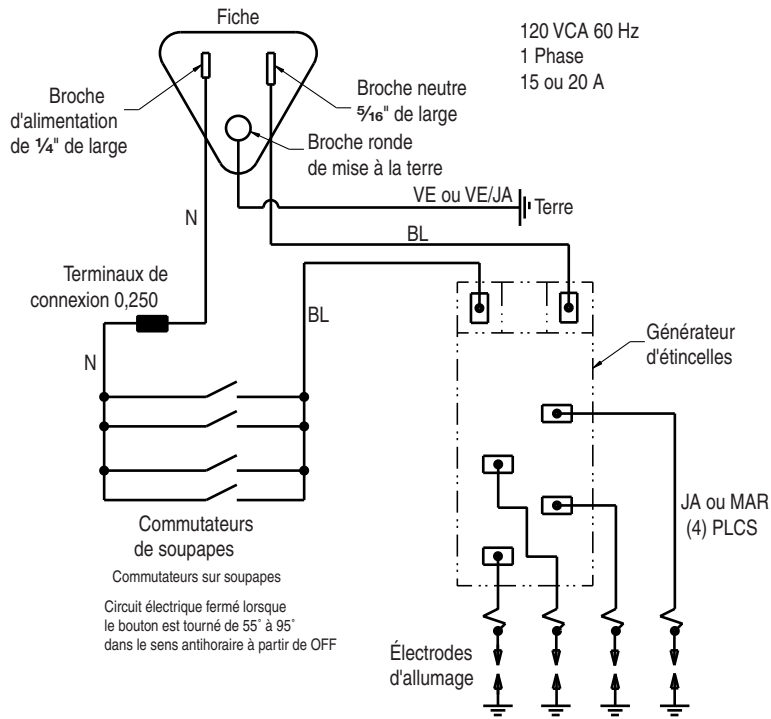 Fiche
120 VCA 60 Hz
1 Phase
15 ou 20 A
Broche
d'alimentation
de 1/4" de large
Broche neutre
5/16" de large
Broche ronde
de mise à la terre
VE ou VE/JA
Terre
N
BL
Terminaux de
connexion 0,250
BL
N
Générateur
d'étincelles
JA ou MAR
(4) PLCS
Commutateurs
de soupapes
Commutateurs sur soupapes
Circuit électrique fermé lorsque
le bouton est tourné de 55˚ à 95˚
dans le sens antihoraire à partir de OFF
Électrodes
d'allumage